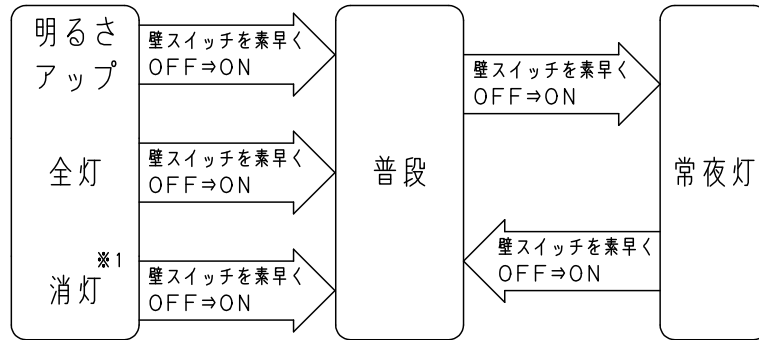 明るさ
アップ
全灯
※1
消灯
壁スイッチを素早く
OFF⇒ON
壁スイッチを素早く
OFF⇒ON
壁スイッチを素早く
OFF⇒ON
普段
壁スイッチを素早く
OFF⇒ON
壁スイッチを素早く
OFF⇒ON
常夜灯